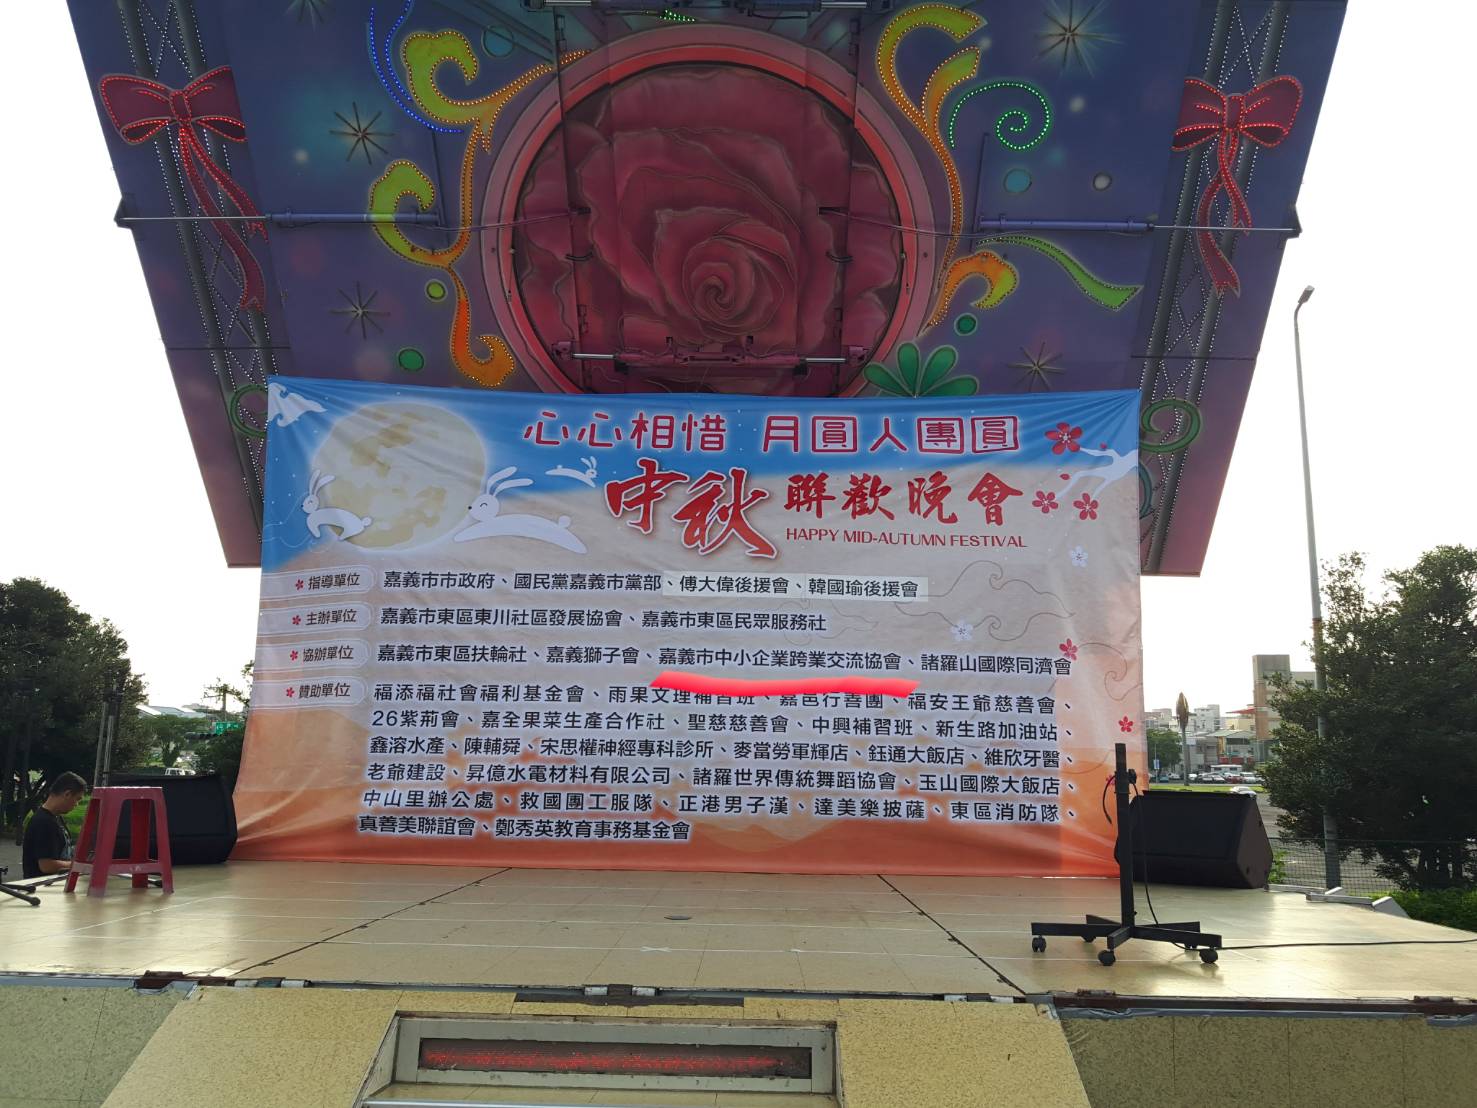 心心相惜 月圓人團圓
中秋聯歡晚會
HAPPY MID-AUTUMN FESTIVAL
指導單位 嘉義市市政府、國民黨嘉義市黨部、傅大偉後援會、韓國瑜後援會
主辦單位 嘉義市東區東川社區發展協會、嘉義市東區民眾服務社
協辦單位 嘉義市東區扶輪社、嘉義獅子會、嘉義市中小企業跨業交流協會、諸羅山國際同濟會
贊助單位 福添福社會福利基金會、雨果文理補習班、嘉邑行善團、福安王爺慈善會、
26紫荊會、嘉全果菜生產合作社、聖慈慈善會、中興補習班、新生路加油站、
鑫溶水產、陳輔舜、宋思權神經專科診所、麥當勞軍輝店、鈺通大飯店、維欣牙醫、
老爺建設、昇億水電材料有限公司、諸羅世界傳統舞蹈協會、玉山國際大飯店、
中山里辦公處、救國團工服隊、正港男子漢、達美樂披薩、東區消防隊、
真善美聯誼會、鄭秀英教育事務基金會